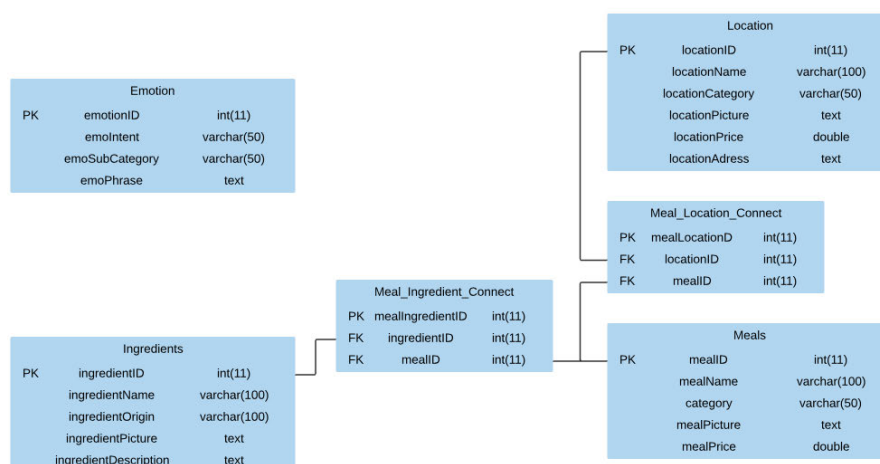 Emotion
PK emotionID int(11)
emoIntent varchar(50)
emoSubCategory varchar(50)
emoPhrase text
Ingredients
PK ingredientID int(11)
ingredientName varchar(100)
ingredientOrigin varchar(100)
ingredientPicture text
ingredientDescription text
Meal_Ingredient_Connect
PK mealIngredientID int(11)
FK ingredientID int(11)
FK mealID int(11)
Location
PK locationID int(11)
locationName varchar(100)
locationCategory varchar(50)
locationPicture text
locationPrice double
locationAdress text
Meal_Location_Connect
PK mealLocationD int(11)
FK locationID int(11)
FK mealID int(11)
Meals
PK mealID int(11)
mealName varchar(100)
category varchar(50)
mealPicture text
mealPrice double